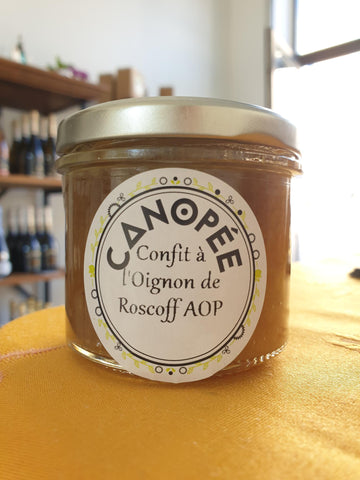 CANOPÉE
Confit à
l'Oignon de
Roscoff AOP